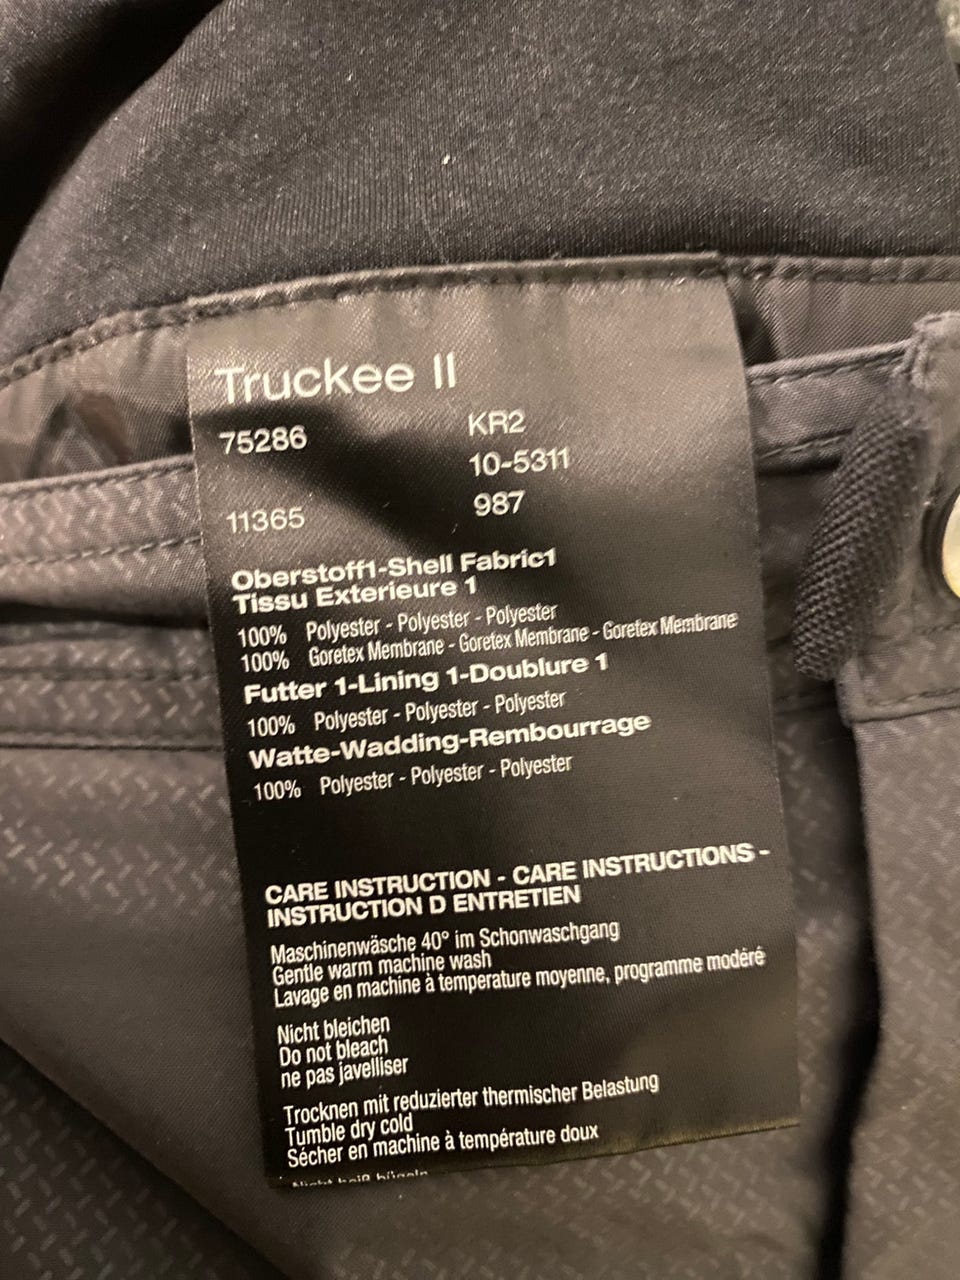 Truckee II
75286 KR2
10-5311
11365 987
Oberstoff1-Shell Fabric1
Tissu Exterieure 1
100% Polyester - Polyester - Polyester
100% Goretex Membrane - Goretex Membrane - Goretex Membrane
Futter 1-Lining 1-Doublure 1
100% Polyester - Polyester - Polyester
Watte-Wadding-Rembourrage
100% Polyester - Polyester - Polyester
CARE INSTRUCTION - CARE INSTRUCTIONS -
INSTRUCTION D ENTRETIEN
Maschinenwäsche 40° im Schonwaschgang
Gentle warm machine wash
Lavage en machine à temperature moyenne, programme modéré
Nicht bleichen
Do not bleach
ne pas javelliser
Trocknen mit reduzierter thermischer Belastung
Tumble dry cold
Sécher en machine à température doux
Nicht heiß bügeln